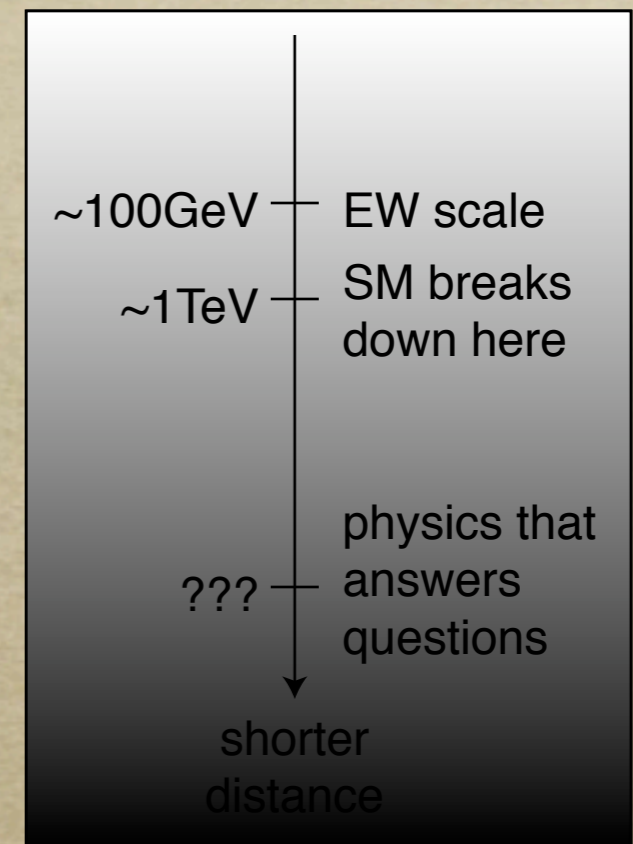 ~100GeV EW scale
~1TeV SM breaks
down here
physics that
??? answers
questions
shorter
distance